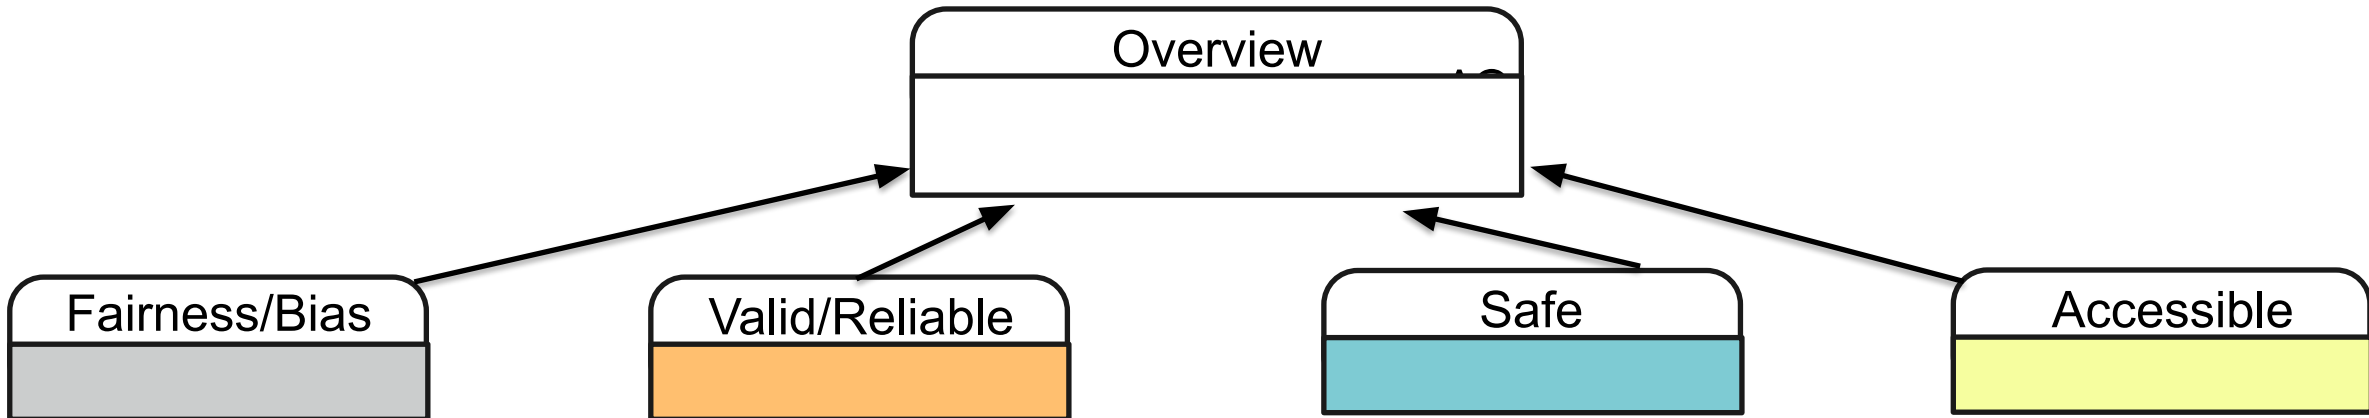 Overview
Fairness/Bias
Valid/Reliable
Safe
Accessible